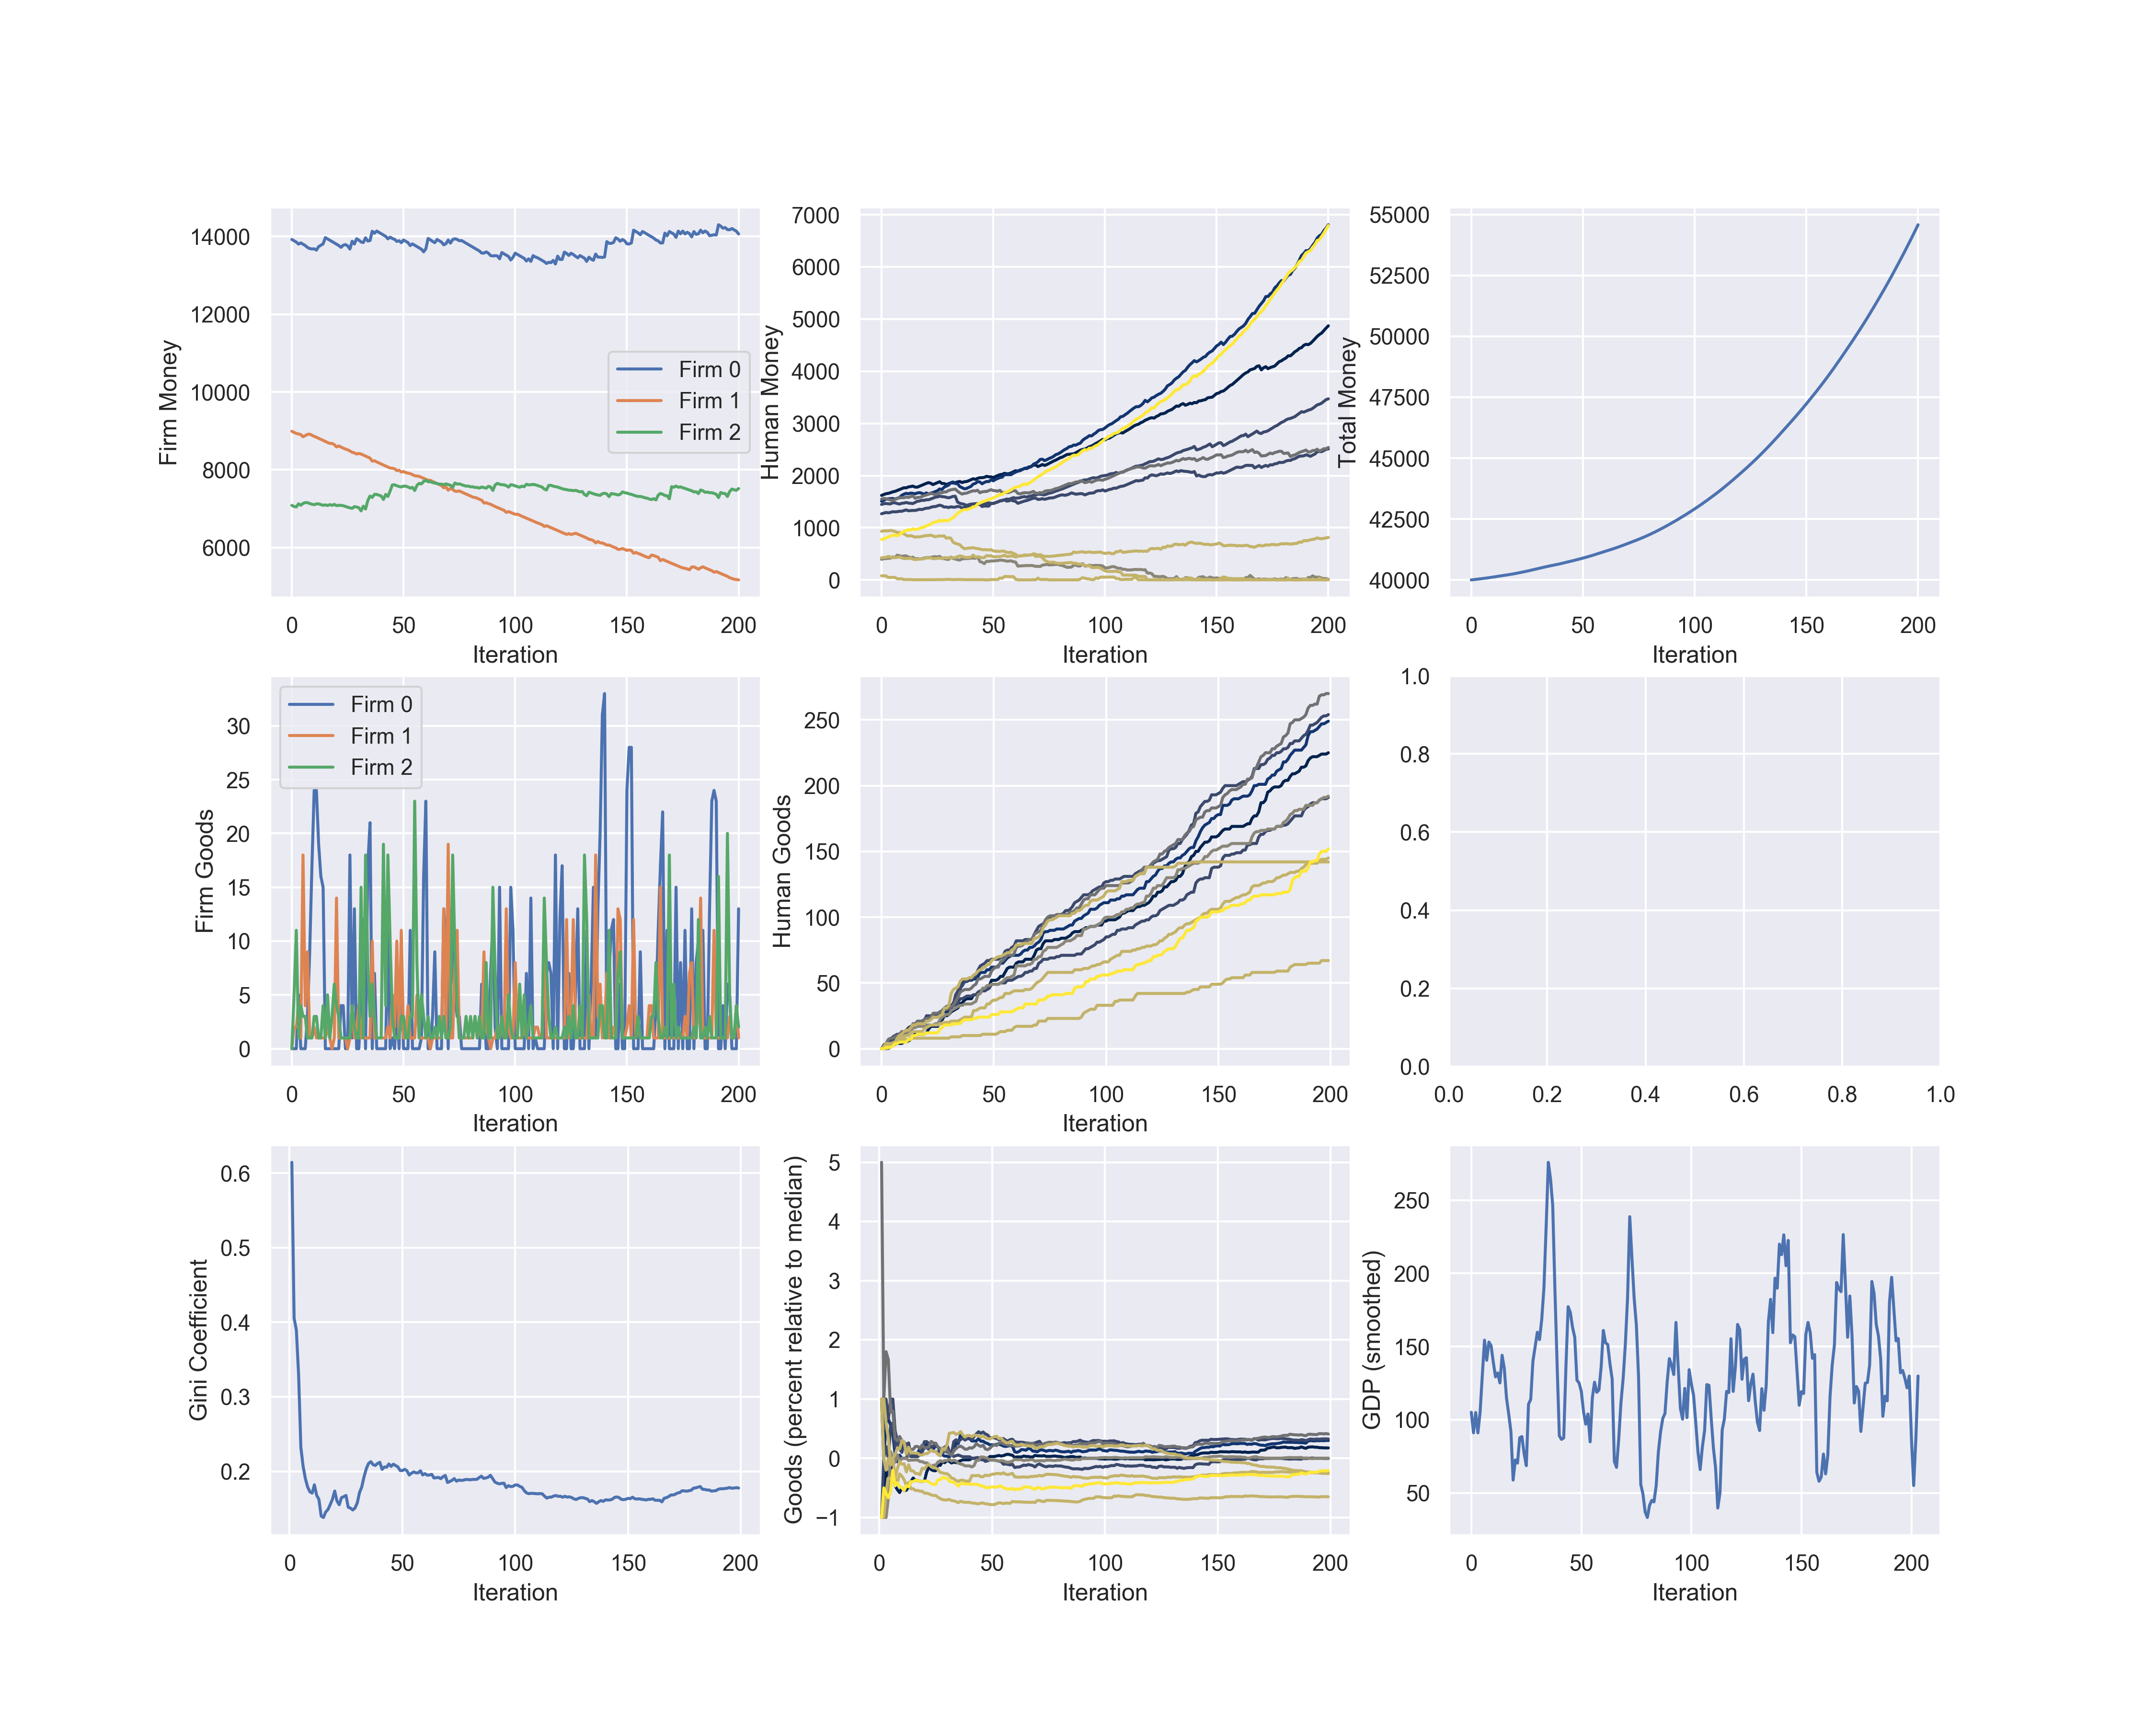 14000
12000
10000
8000
6000
Firm Money
Firm 0
Firm 1
Firm 2
0 50 100 150 200
Iteration
7000
6000
5000
4000
3000
2000
1000
0
Human Money
0 50 100 150 200
Iteration
55000
52500
50000
47500
45000
42500
40000
Total Money
0 50 100 150 200
Iteration
30
25
20
15
10
5
0
Firm Goods
Firm 0
Firm 1
Firm 2
0 50 100 150 200
Iteration
250
200
150
100
50
0
Human Goods
0 50 100 150 200
Iteration
1.0
0.8
0.6
0.4
0.2
0.0
0.0 0.2 0.4 0.6 0.8 1.0
0.6
0.5
0.4
0.3
0.2
Gini Coefficient
0 50 100 150 200
Iteration
5
4
3
2
1
0
−1
Goods (percent relative to median)
0 50 100 150 200
Iteration
250
200
150
100
50
GDP (smoothed)
0 50 100 150 200
Iteration